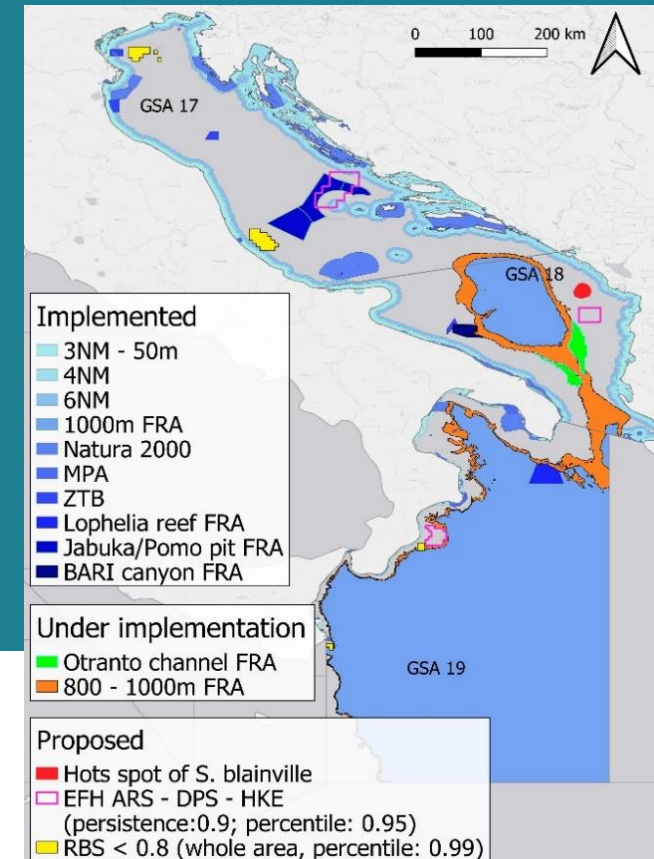 0 100 200 km
GSA 17
GSA 18
Implemented
3NM - 50m
4NM
6NM
1000m FRA
Natura 2000
MPA
ZTB
Lophelia reef FRA
Jabuka/Pomo pit FRA
BARI canyon FRA
Under implementation
Otranto channel FRA
800 - 1000m FRA
GSA 19
Proposed
Hots spot of S. blainville
EFH ARS - DPS - HKE
(persistence:0.9; percentile: 0.95)
RBS < 0.8 (whole area, percentile: 0.99)